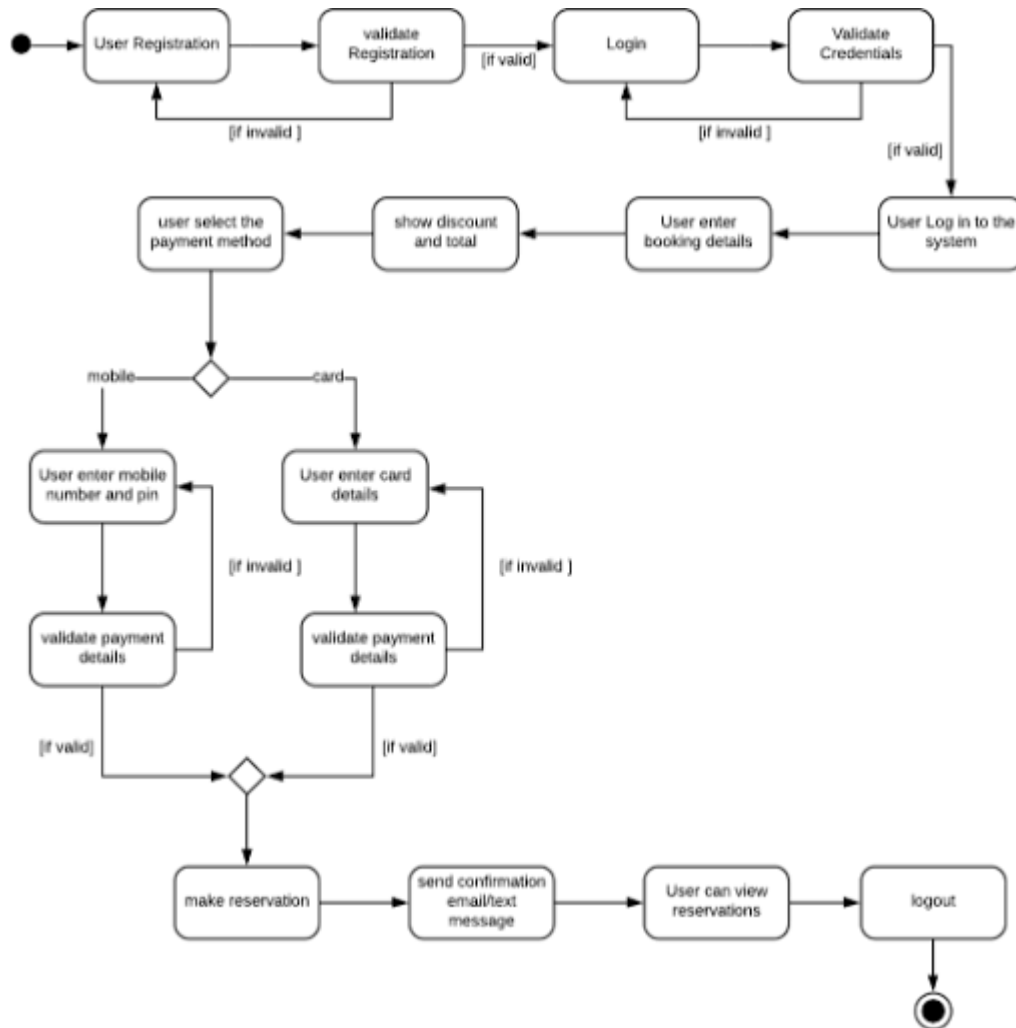 User Registration
validate
Registration
[if valid]
Login
Validate
Credentials
[if invalid ]
[if invalid ]
[if valid]
user select the
payment method
show discount
and total
User enter
booking details
User Log in to the
system
mobile
card
User enter mobile
number and pin
User enter card
details
[if invalid ]
[if invalid ]
validate payment
details
validate payment
details
[if valid]
[if valid]
make reservation
send confirmation
email/text
message
User can view
reservations
logout